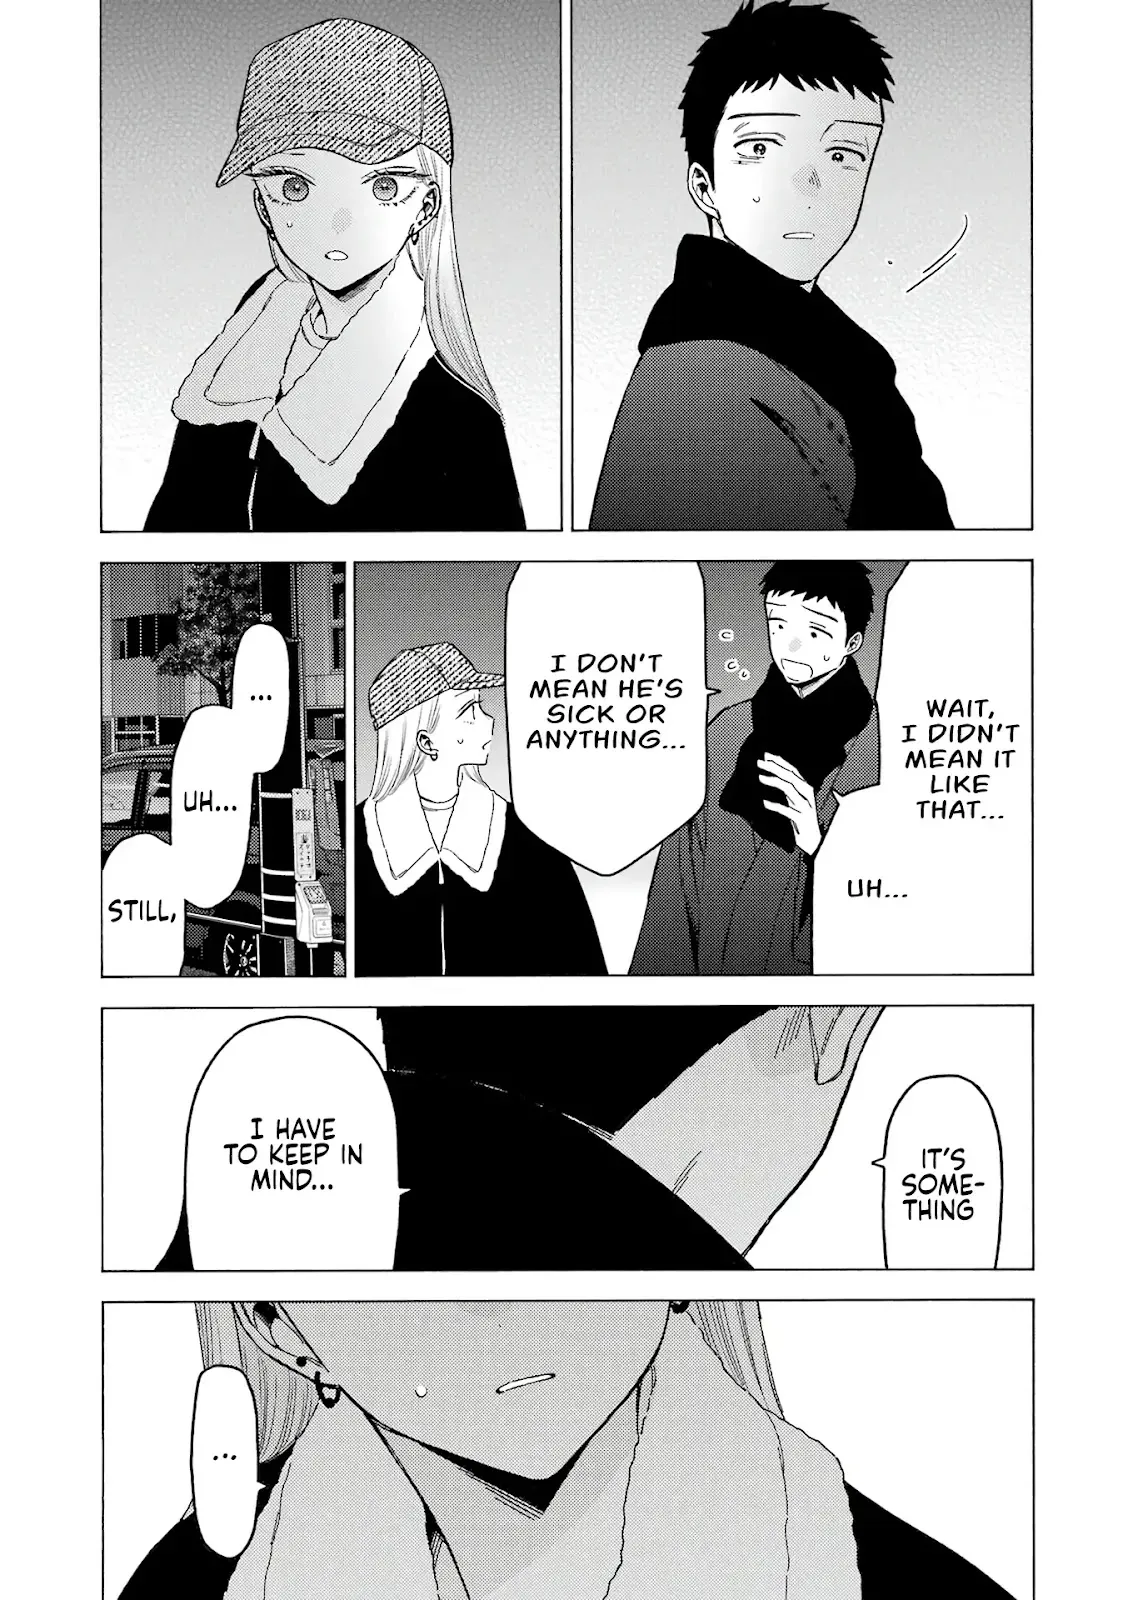 WAIT,
I DIDN'T
MEAN IT
LIKE
THAT...
UH...
I DON'T
MEAN HE'S
SICK OR
ANYTHING...
...
UH...
STILL,
IT'S
SOME-
THING
I HAVE
TO KEEP IN
MIND...
...